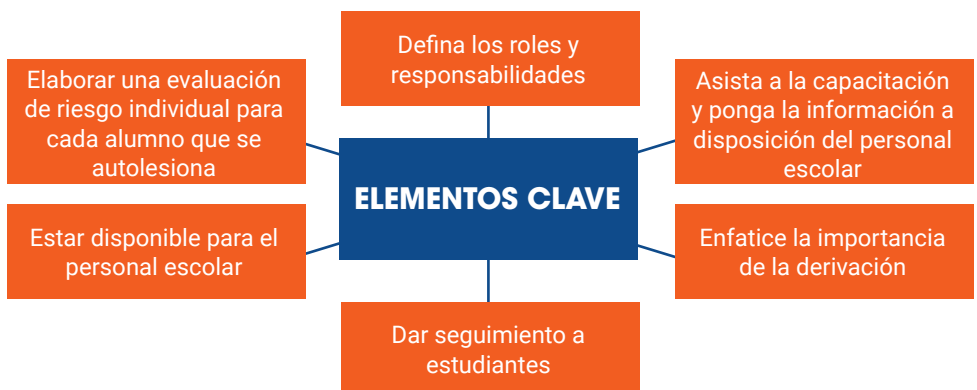 Defina los roles y
responsabilidades
Elaborar una evaluación
de riesgo individual para
cada alumno que se
autolesiona
Asista a la capacitación
y ponga la información a
disposición del personal
escolar
ELEMENTOS CLAVE
Estar disponible para el
personal escolar
Enfatice la importancia
de la derivación
Dar seguimiento a
estudiantes